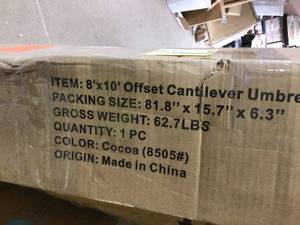 ITEM: 8'x10' Offset Cantilever Umbre
PACKING SIZE: 81.8" x 15.7" x 6.3"
GROSS WEIGHT: 62.7LBS
QUANTITY: 1 PC
COLOR: Cocoa (8505#)
ORIGIN: Made in China